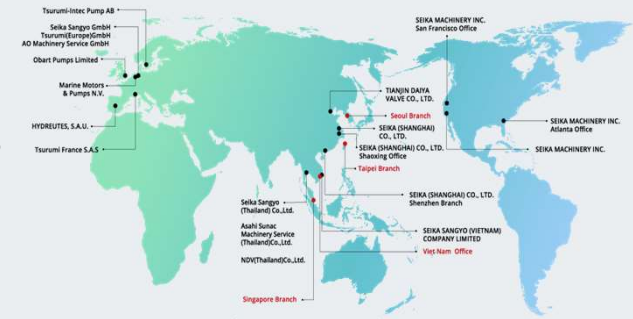 Tsurumi-Intec Pump AB
Seika Sangyo GmbH
Tsurumi(Europe)GmbH
AO Machinery Service GmbH
Obart Pumps Limited
Marine Motors
& Pumps N.V.
HYDREUTES, S.A.U.
Tsurumi France S.A.S
SEIKA MACHINERY INC.
San Francisco Office
TIANJIN DAIYA
VALVE CO., LTD.
Seoul Branch
SEIKA (SHANGHAI)
CO., LTD.
SEIKA (SHANGHAI) CO., LTD.
Shaoxing Office
Taipei Branch
SEIKA MACHINERY INC.
Atlanta Office
SEIKA MACHINERY INC.
SEIKA (SHANGHAI) CO., LTD.
Shenzhen Branch
Seika Sangyo
(Thailand) Co.,Ltd.
Asahi Sunac
Machinery Service
(Thailand)Co.,Ltd.
NDV(Thailand)Co.,Ltd.
SEIKA SANGYO (VIETNAM)
COMPANY LIMITED
Viet Nam Office
Singapore Branch